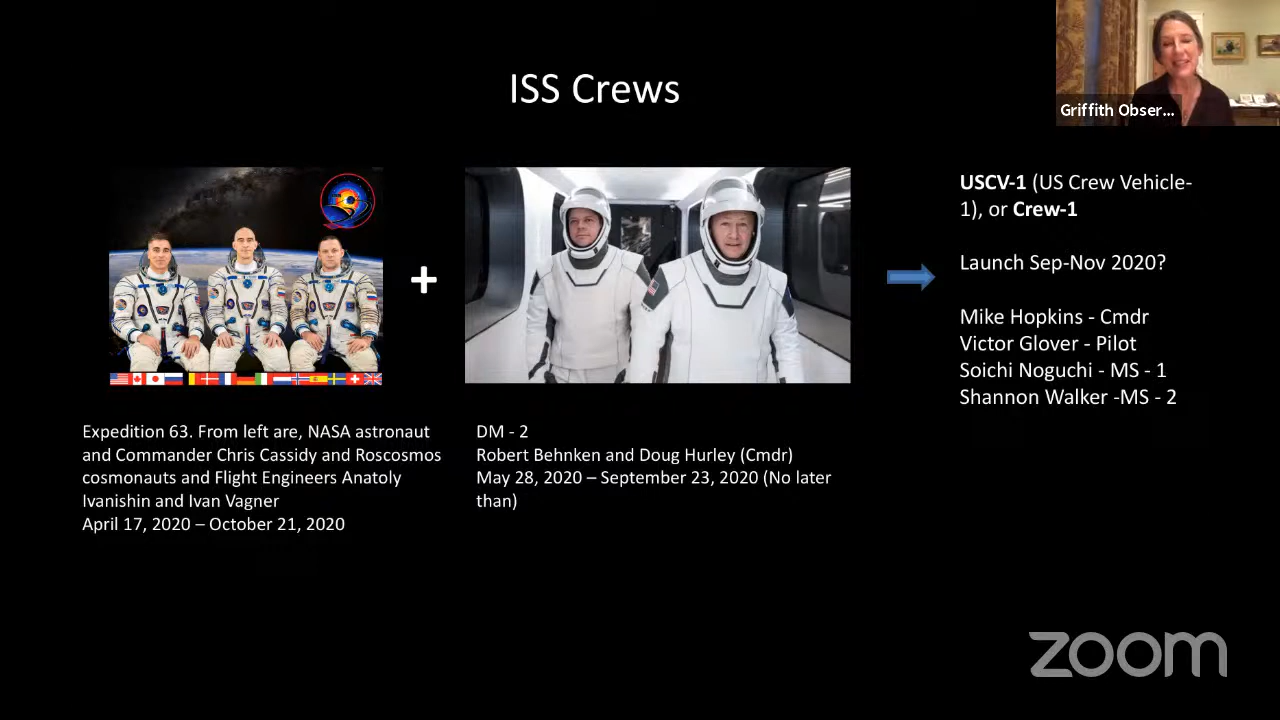 ISS Crews
Griffith Obser...
USCV-1 (US Crew Vehicle-
1), or Crew-1
Launch Sep-Nov 2020?
Mike Hopkins - Cmdr
Victor Glover - Pilot
Soichi Noguchi - MS - 1
Shannon Walker -MS - 2
+
Expedition 63. From left are, NASA astronaut
and Commander Chris Cassidy and Roscosmos
cosmonauts and Flight Engineers Anatoly
Ivanishin and Ivan Vagner
April 17, 2020 – October 21, 2020
DM - 2
Robert Behnken and Doug Hurley (Cmdr)
May 28, 2020 – September 23, 2020 (No later
than)
zoom